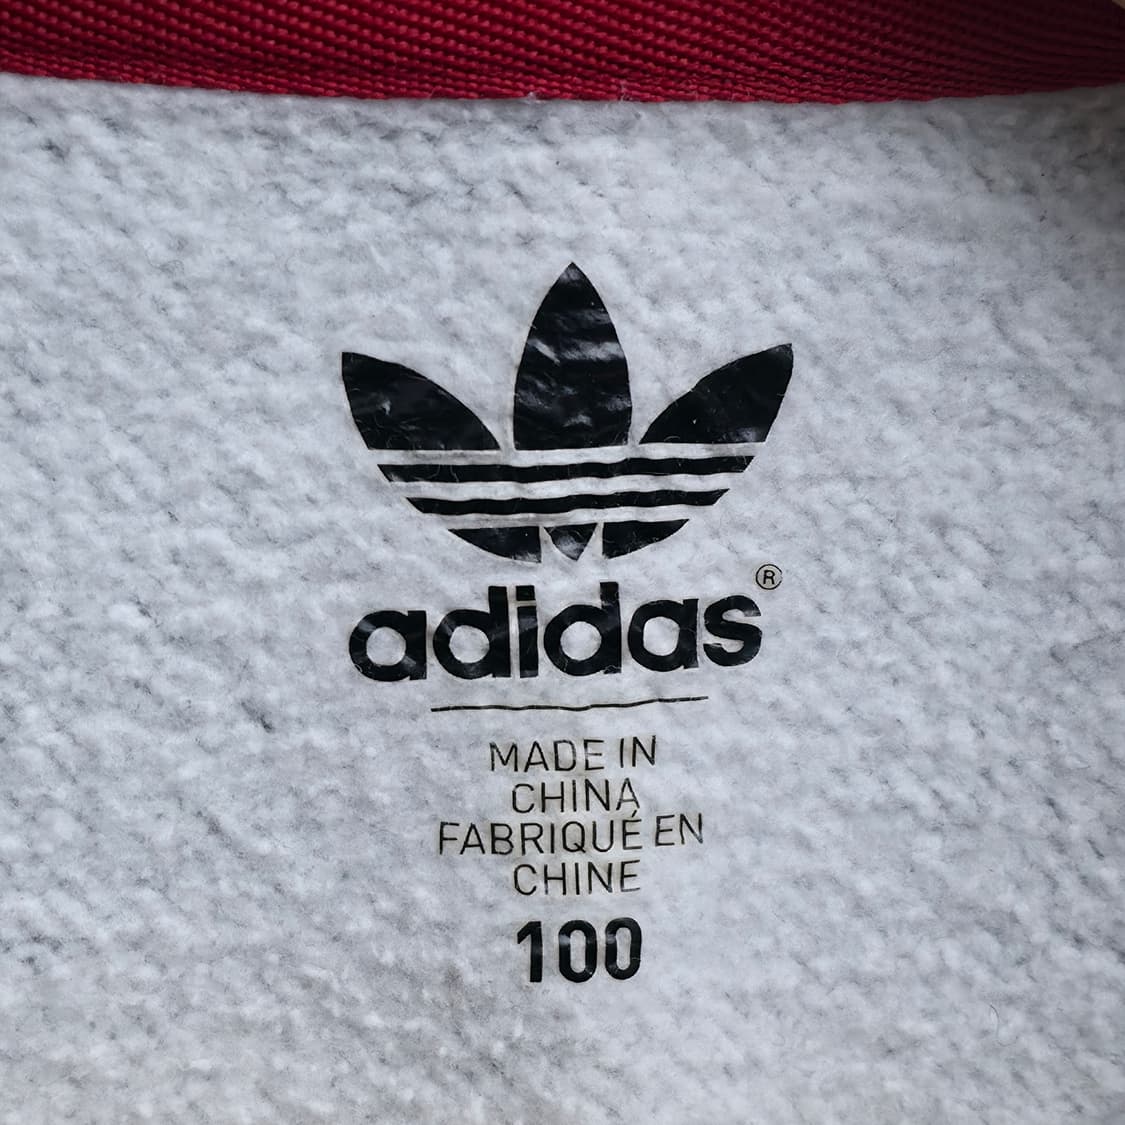 adidas®
MADE IN
CHINA
FABRIQUÉ EN
CHINE
100